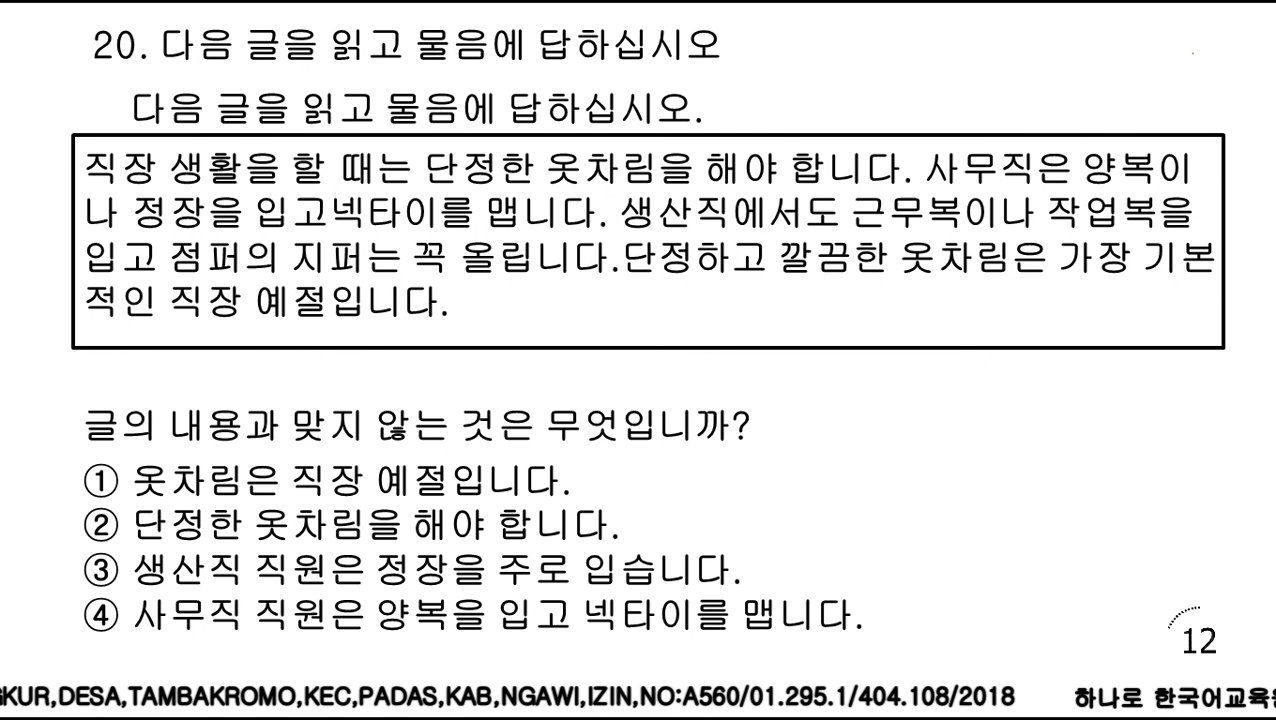 20. 다음 글을 읽고 물음에 답하십시오
다음 글을 읽고 물음에 답하십시오.
직장 생활을 할 때는 단정한 옷차림을 해야 합니다. 사무직은 양복이
나 정장을 입고넥타이를 맵니다. 생산직에서도 근무복이나 작업복을
입고 점퍼의 지퍼는 꼭 올립니다.단정하고 깔끔한 옷차림은 가장 기본
적인 직장 예절입니다.
글의 내용과 맞지 않는 것은 무엇입니까?
① 옷차림은 직장 예절입니다.
② 단정한 옷차림을 해야 합니다.
③ 생산직 직원은 정장을 주로 입습니다.
④ 사무직 직원은 양복을 입고 넥타이를 맵니다.
12
KUR,DESA,TAMBAKROMO,KEC,PADAS,KAB,NGAWI,IZIN,NO:A560/01.295.1/404.108/2018 하나로 한국어교육